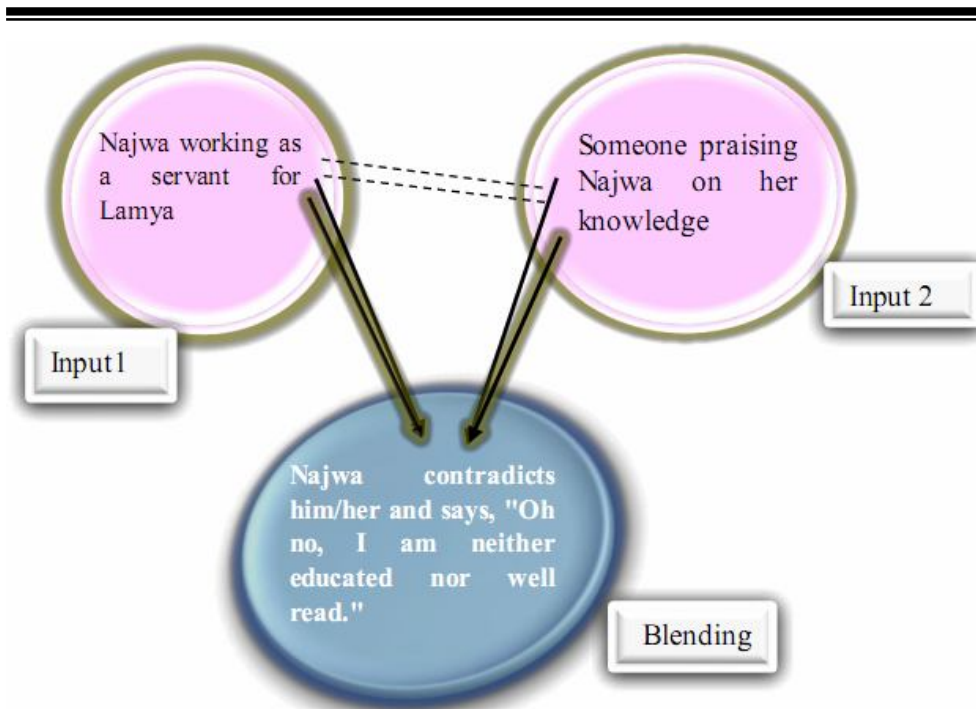 Najwa working as
a servant for
Lamya
Someone praising
Najwa on her
knowledge
Input1
Input 2
Najwa contradicts
him/her and says, "Oh
no, I am neither
educated nor well
read."
Blending